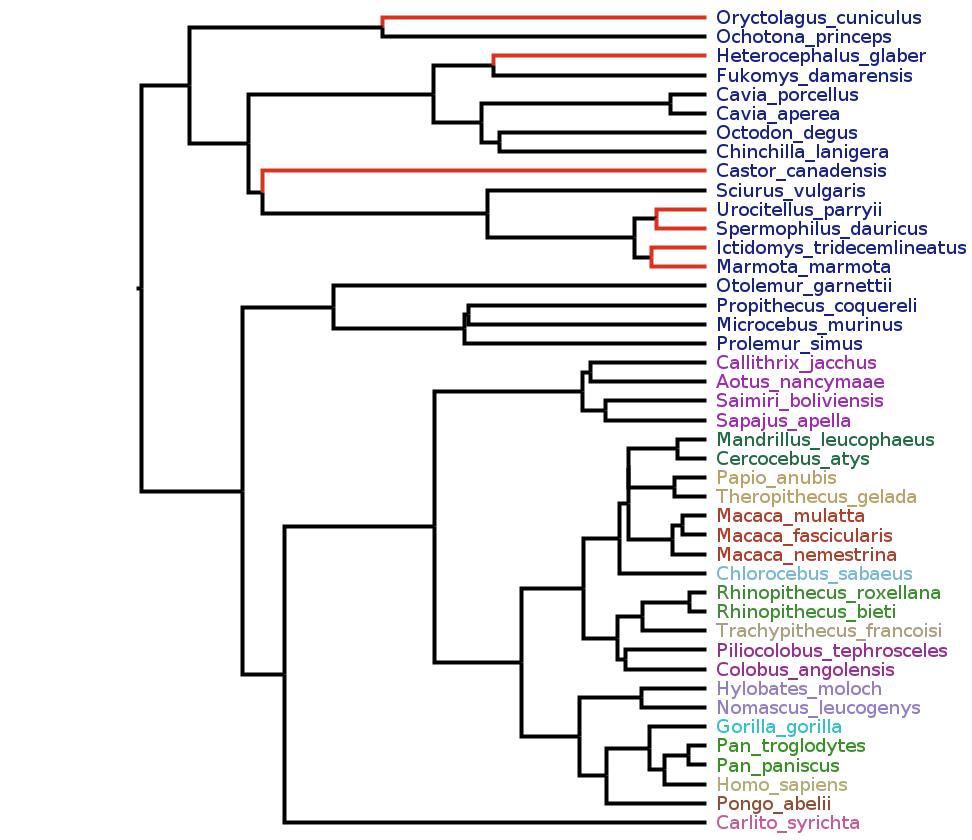 Oryctolagus_cuniculus
Ochotona_princeps
Heterocephalus_glaber
Fukomys_damarensis
Cavia_porcellus
Cavia_aperea
Octodon_degus
Chinchilla_lanigera
Castor_canadensis
Sciurus_vulgaris
Urocitellus_parryii
Spermophilus_dauricus
Ictidomys_tridecemlineatus
Marmota_marmota
Otolemur_garnettii
Propithecus_coquereli
Microcebus_murinus
Prolemur_simus
Callithrix_jacchus
Aotus_nancymaae
Saimiri_boliviensis
Sapajus_apella
Mandrillus_leucophaeus
Cercocebus_atys
Papio_anubis
Theropithecus_gelada
Macaca_mulatta
Macaca_fascicularis
Macaca_nemestrina
Chlorocebus_sabaeus
Rhinopithecus_roxellana
Rhinopithecus_bieti
Trachypithecus_francoisi
Piliocolobus_tephrosceles
Colobus_angolensis
Hylobates_moloch
Nomascus_leucogenys
Gorilla_gorilla
Pan_troglodytes
Pan_paniscus
Homo_sapiens
Pongo_abelii
Carlito_syrichta